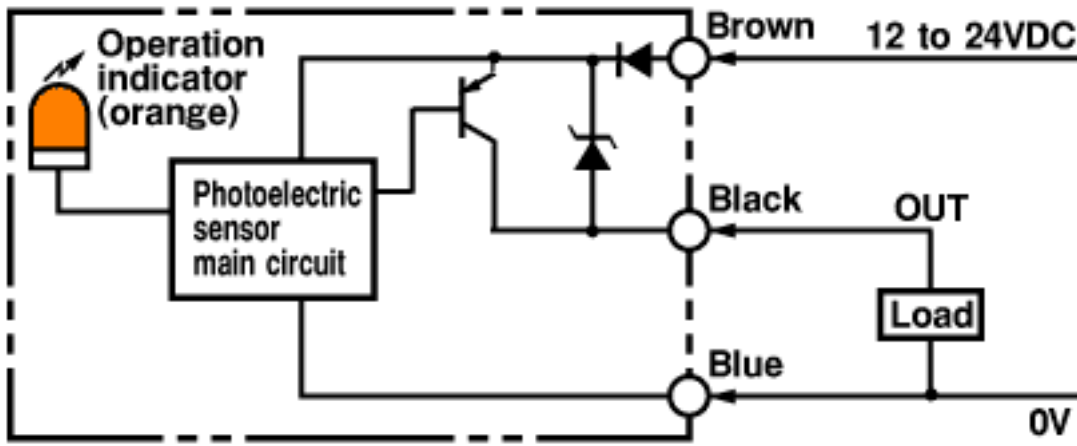 Operation
indicator
(orange)
Brown
12 to 24VDC
Photoelectric
sensor
main circuit
Black
OUT
Load
Blue
0V